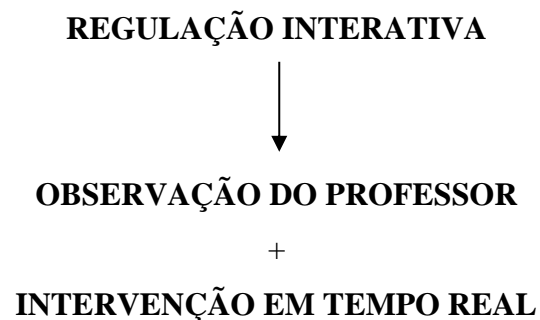 REGULAÇÃO INTERATIVA
OBSERVAÇÃO DO PROFESSOR
+
INTERVENÇÃO EM TEMPO REAL